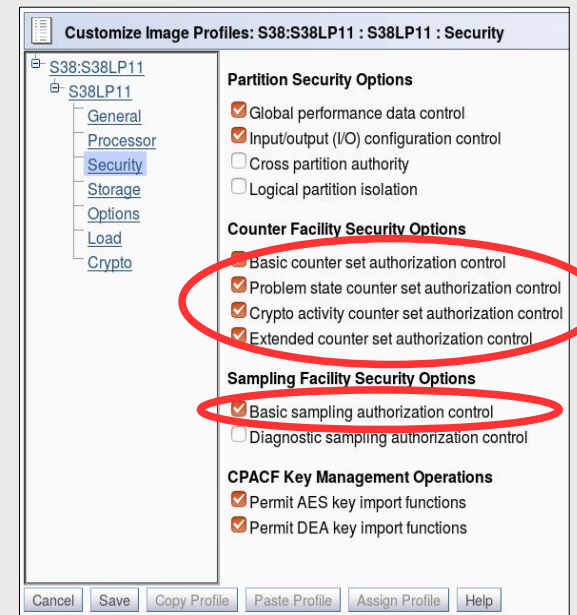 Customize Image Profiles: S38:S38LP11 : S38LP11 : Security
S38:S38LP11
S38LP11
General
Processor
Security
Storage
Options
Load
Crypto
Partition Security Options
Global performance data control
Input/output (I/O) configuration control
Cross partition authority
Logical partition isolation
Counter Facility Security Options
Basic counter set authorization control
Problem state counter set authorization control
Crypto activity counter set authorization control
Extended counter set authorization control
Sampling Facility Security Options
Basic sampling authorization control
Diagnostic sampling authorization control
CPACF Key Management Operations
Permit AES key import functions
Permit DEA key import functions
Cancel Save Copy Profile Paste Profile Assign Profile Help